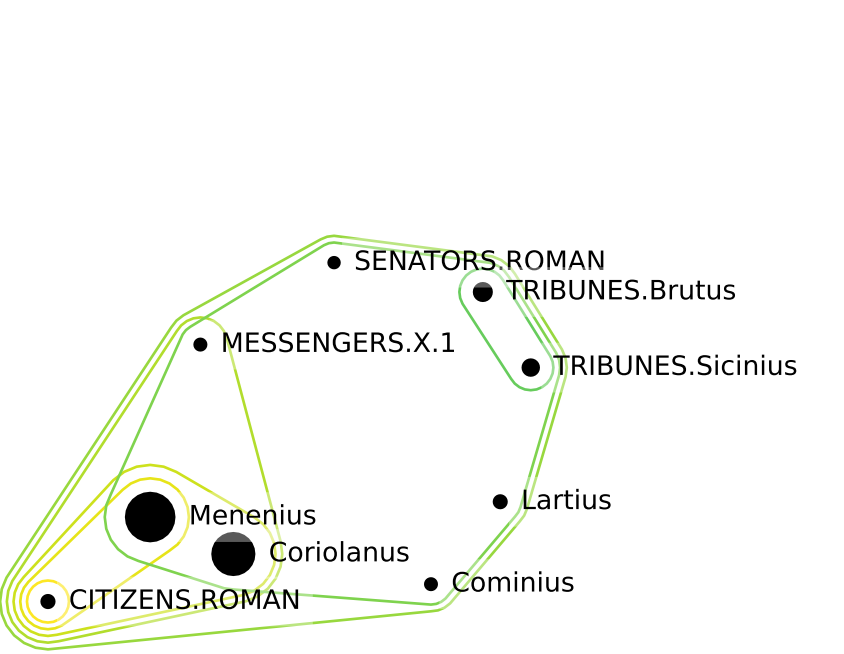 SENATORS.ROMAN
TRIBUNES.Brutus
MESSENGERS.X.1
TRIBUNES.Sicinius
Lartius
Menenius
Coriolanus
Cominius
CITIZENS.ROMAN